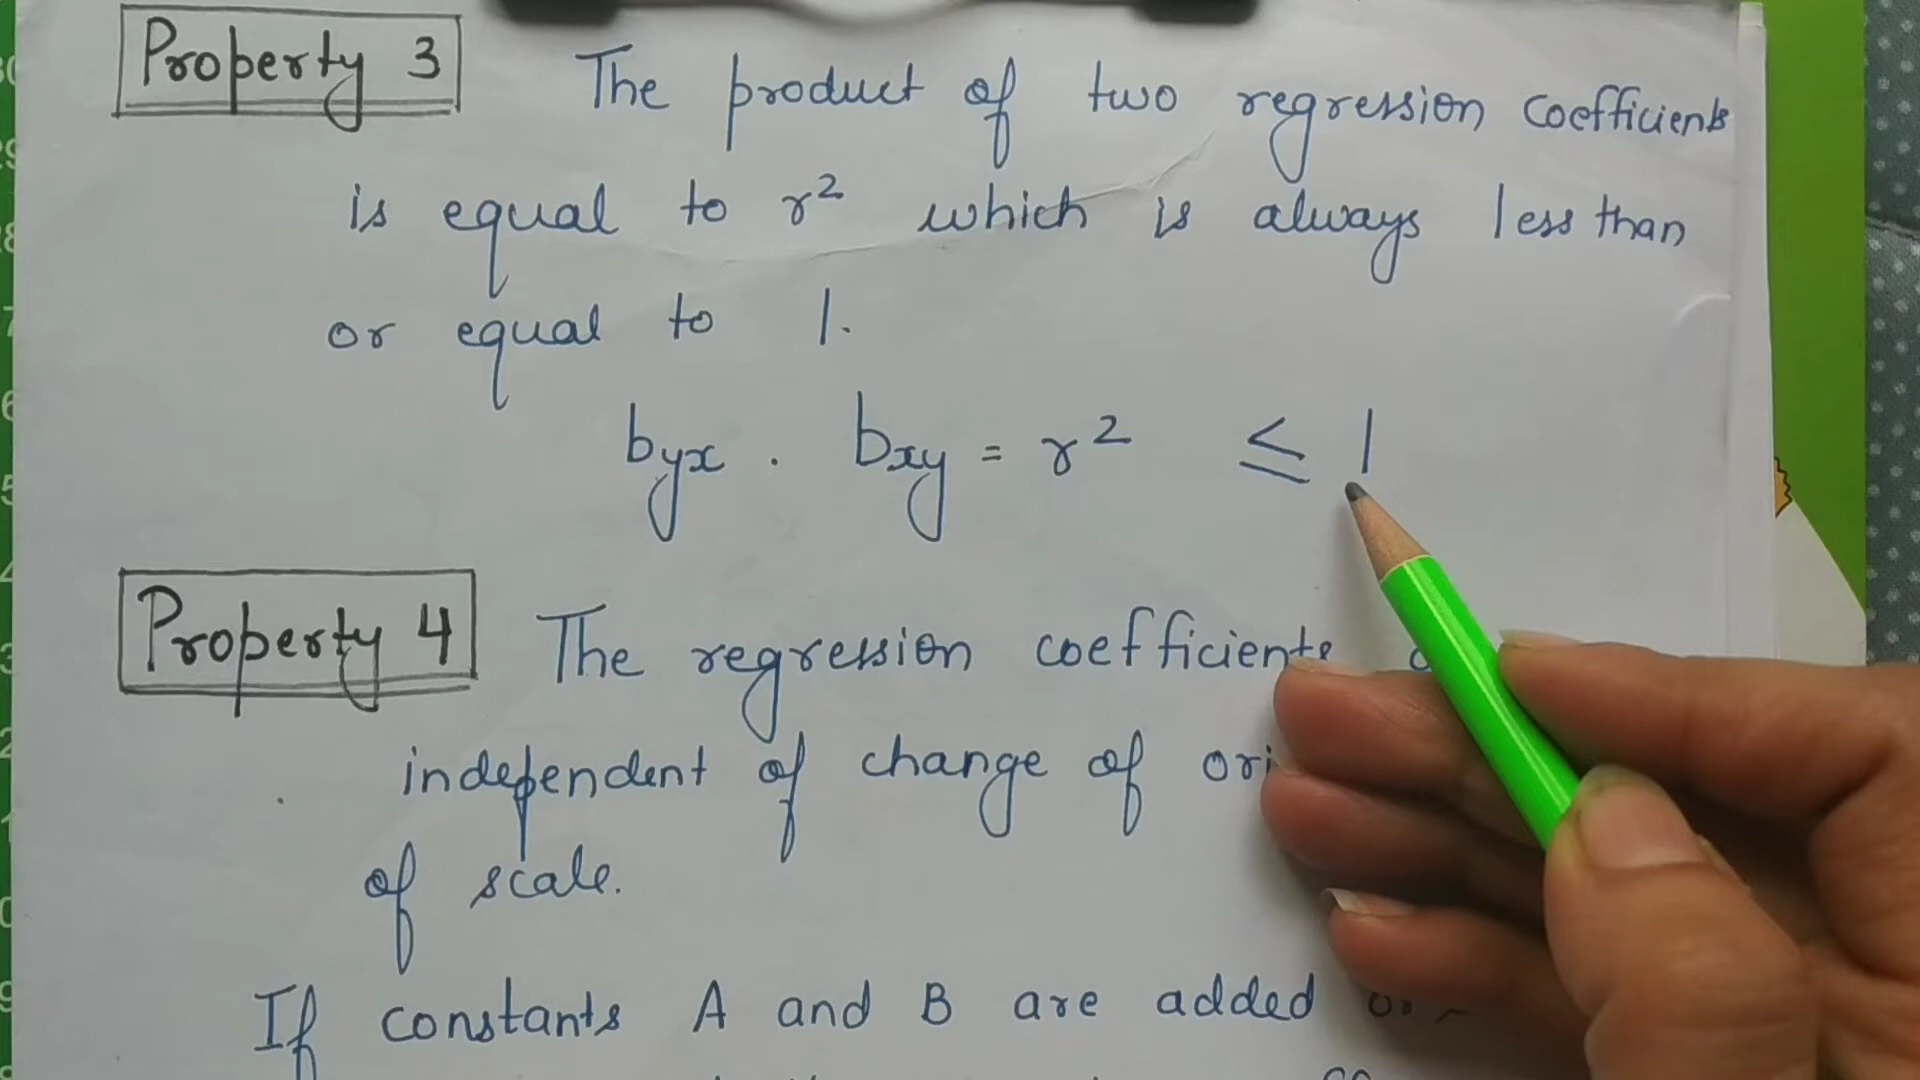 Property 3 The product of two regression coefficients
is equal to r² which is always less than
or equal to 1.
byx . bxy = r² ≤ 1
Property 4 The regression coefficients
independent of change of
of scale.
If constants A and B are added